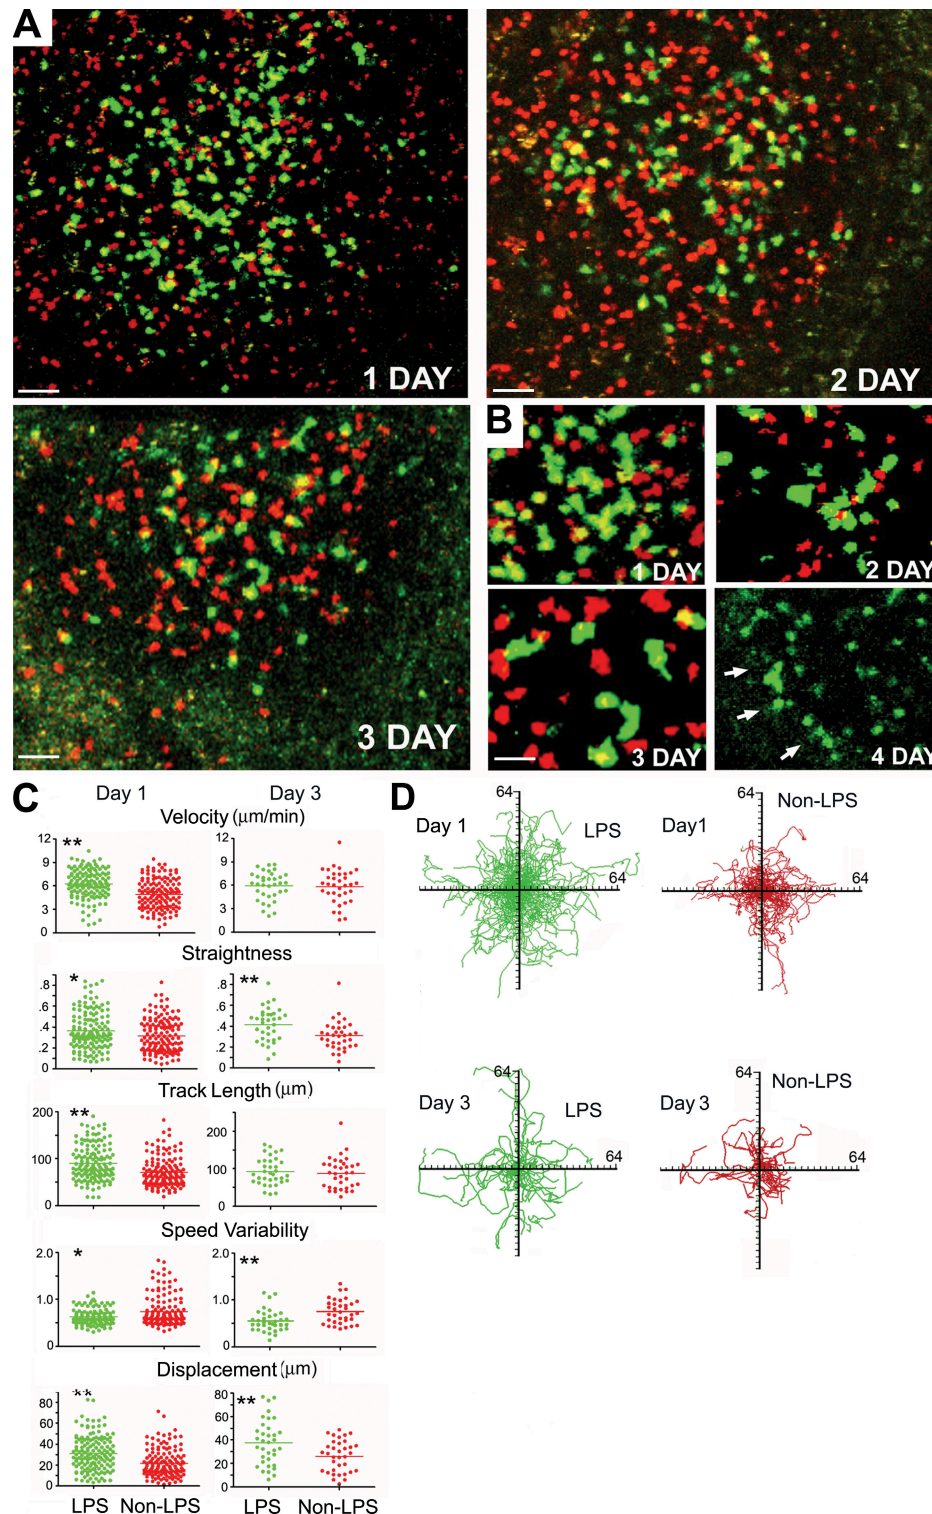 A
1 DAY
2 DAY
3 DAY
B
1 DAY
2 DAY
3 DAY
4 DAY
C
Day 1
Day 3
Velocity (μm/min)
12
9
6
3
0
**
12
9
6
3
0
Straightness
.8
.6
.4
.2
0
*
.8
.6
.4
.2
0
**
Track Length (μm)
200
100
0
**
200
100
0
Speed Variability
2.0
1.0
0
*
2.0
1.0
0
**
Displacement (μm)
80
60
40
20
0
**
80
60
40
20
0
**
LPS
Non-LPS
LPS
Non-LPS
D
64
Day 1
LPS
64
64
Non-LPS
Day1
64
64
Day 3
LPS
64
64
Non-LPS
Day 3
64